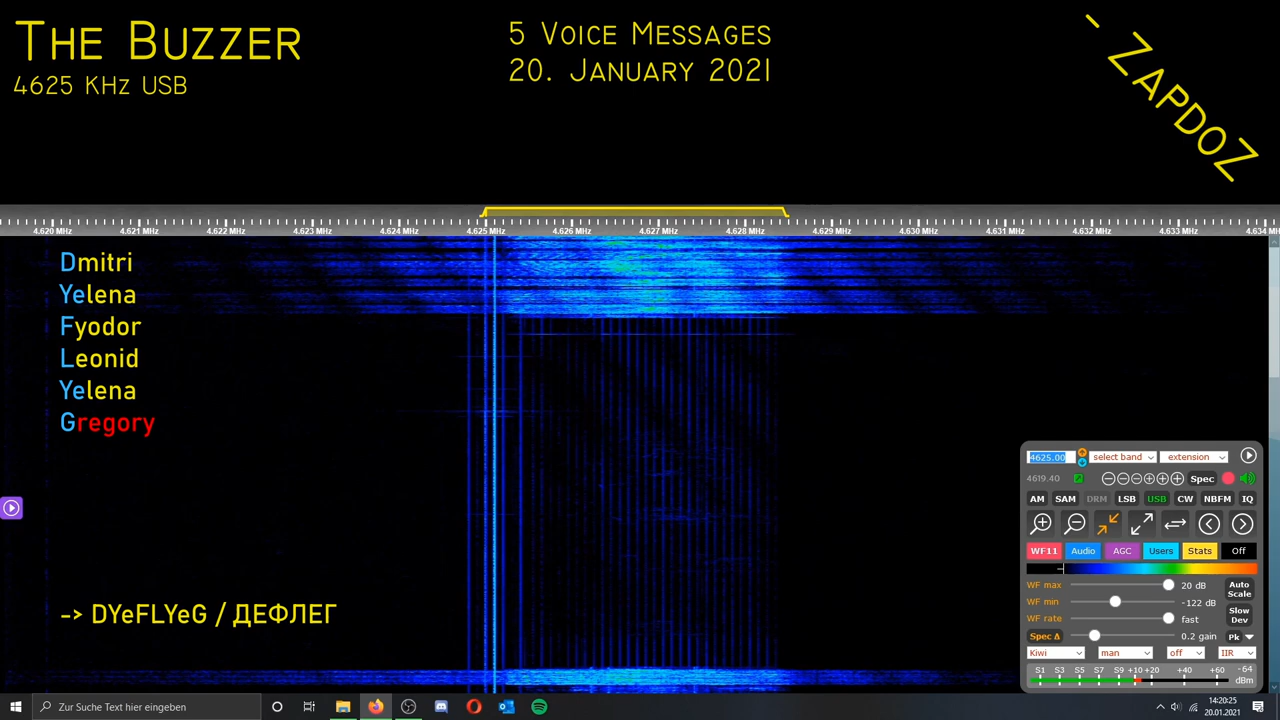 THE BUZZER
4625 KHZ USB
5 VOICE MESSAGES
20. JANUARY 2021
- ZAPDOZ
4.620 MHz 4.621 MHz 4.622 MHz 4.623 MHz 4.624 MHz 4.625 MHz 4.626 MHz 4.627 MHz 4.628 MHz 4.629 MHz 4.630 MHz 4.631 MHz 4.632 MHz 4.633 MHz 4.634 MHz
Dmitri
Yelena
Fyodor
Leonid
Yelena
Gregory
-> DYeFLYeG / ДЕФЛЕГ
4625.00 select band extension
4619.40 Spec
AM SAM DRM LSB USB CW NBFM IQ
WF11 Audio AGC Users Stats Off
WF max 20 dB Auto Scale
WF min -122 dB
WF rate fast Slow Dev
Spec Δ 0.2 gain Pk
Kiwi man off IIR
S1 S3 S5 S7 S9 +10 +20 +40 +60 -64 dBm
Zur Suche Text hier eingeben
14:20:25
20.01.2021